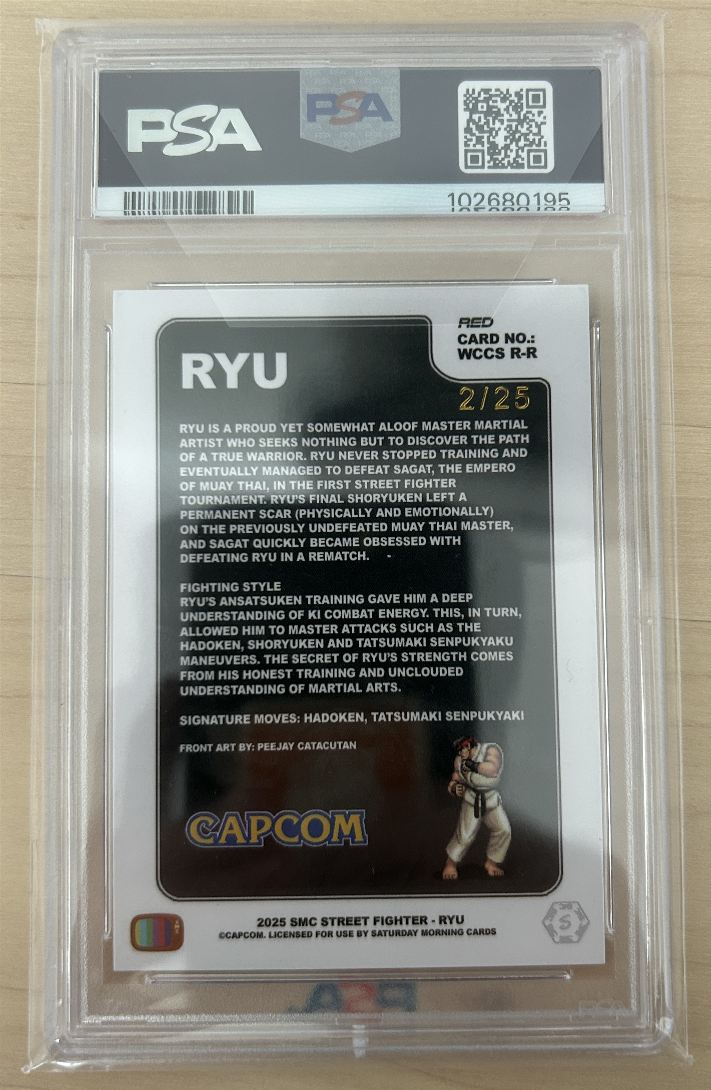 PSA
PSA
102680195
RED
CARD NO.:
WCCS R-R
RYU
2/25
RYU IS A PROUD YET SOMEWHAT ALOOF MASTER MARTIAL
ARTIST WHO SEEKS NOTHING BUT TO DISCOVER THE PATH
OF A TRUE WARRIOR. RYU NEVER STOPPED TRAINING AND
EVENTUALLY MANAGED TO DEFEAT SAGAT, THE EMPERO
OF MUAY THAI, IN THE FIRST STREET FIGHTER
TOURNAMENT. RYU'S FINAL SHORYUKEN LEFT A
PERMANENT SCAR (PHYSICALLY AND EMOTIONALLY)
ON THE PREVIOUSLY UNDEFEATED MUAY THAI MASTER,
AND SAGAT QUICKLY BECAME OBSESSED WITH
DEFEATING RYU IN A REMATCH.
FIGHTING STYLE
RYU'S ANSATSUKEN TRAINING GAVE HIM A DEEP
UNDERSTANDING OF KI COMBAT ENERGY. THIS, IN TURN,
ALLOWED HIM TO MASTER ATTACKS SUCH AS THE
HADOKEN, SHORYUKEN AND TATSUMAKI SENPUKYAKU
MANEUVERS. THE SECRET OF RYU'S STRENGTH COMES
FROM HIS HONEST TRAINING AND UNCLOUDED
UNDERSTANDING OF MARTIAL ARTS.
SIGNATURE MOVES: HADOKEN, TATSUMAKI SENPUKYAKI
FRONT ART BY: PEEJAY CATACUTAN
CAPCOM
2025 SMC STREET FIGHTER - RYU
©CAPCOM. LICENSED FOR USE BY SATURDAY MORNING CARDS
S
PSA
PSA